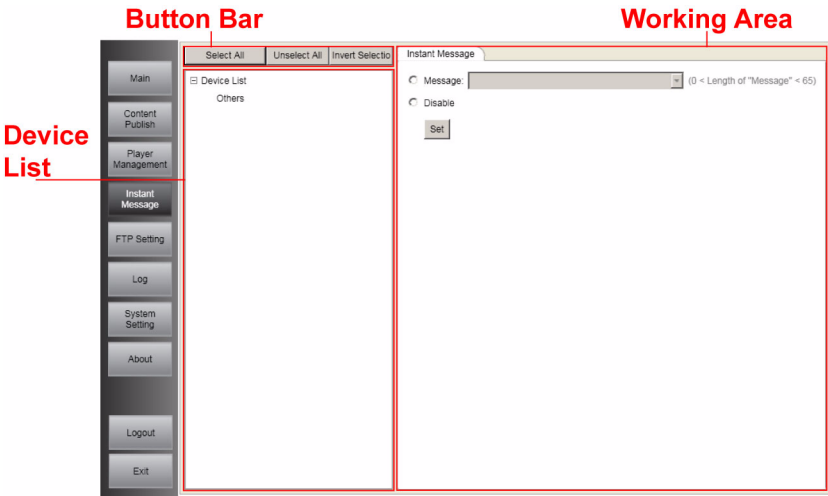 Button Bar
Working Area
Device
List
Main
Content
Publish
Player
Management
Instant
Message
FTP Setting
Log
System
Setting
About
Logout
Exit
Select All Unselect All Invert Selectio
Device List
Others
Instant Message
Message: (0 < Length of "Message" < 65)
Disable
Set